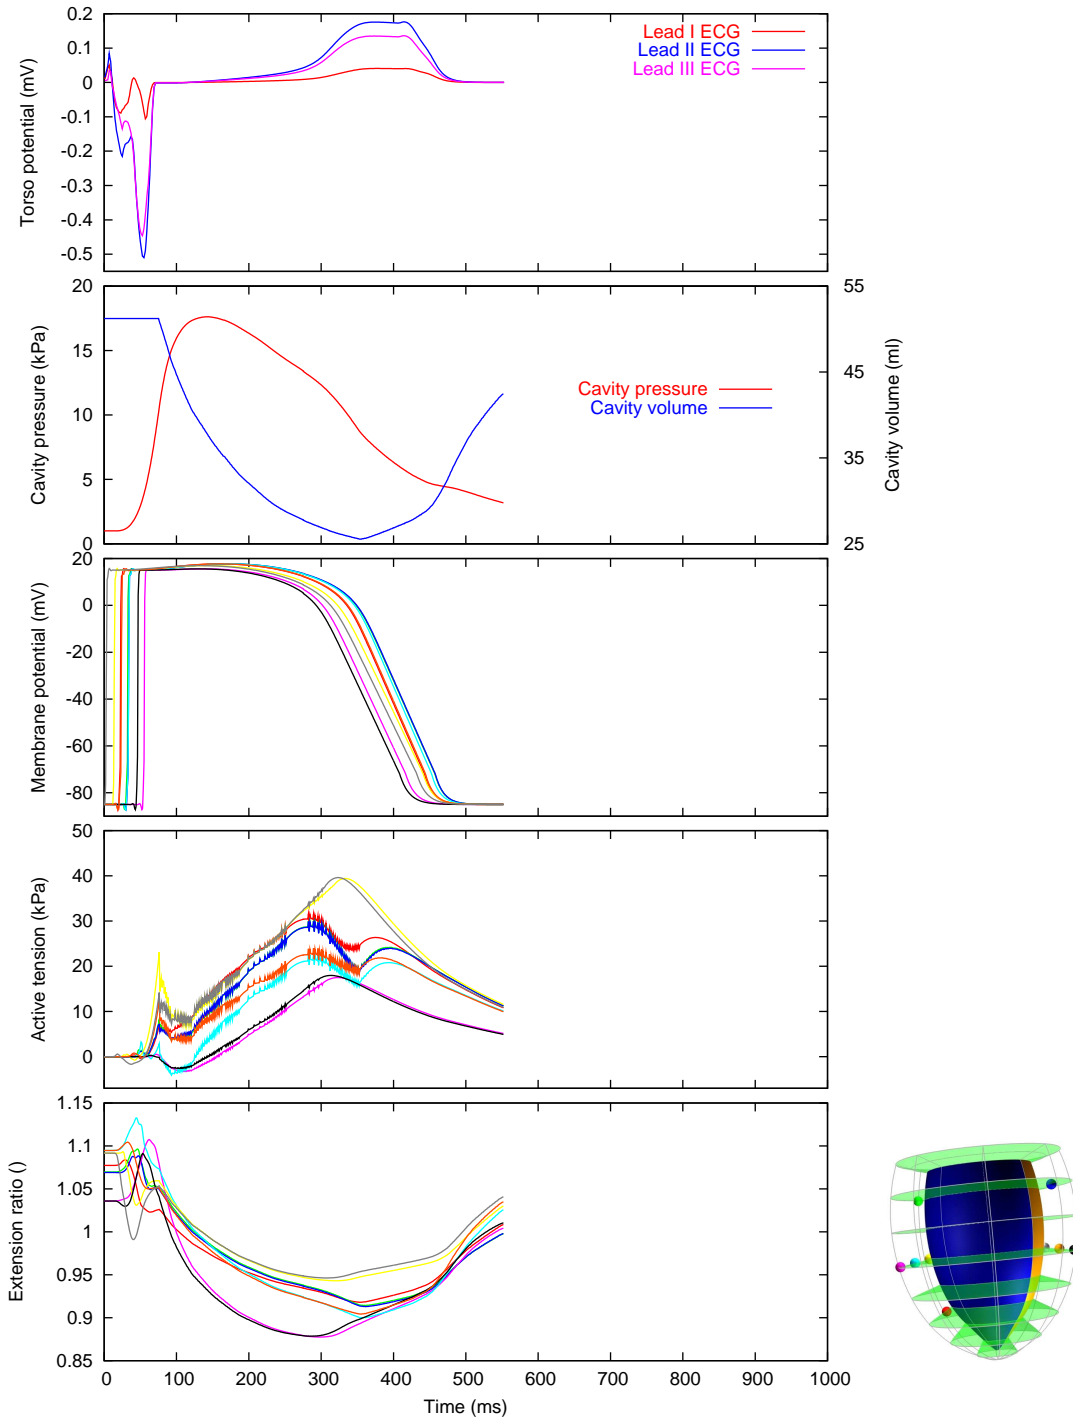 0.2
0.1
0
-0.1
-0.2
-0.3
-0.4
-0.5
Torso potential (mV)
Lead I ECG
Lead II ECG
Lead III ECG
20
15
10
5
0
Cavity pressure (kPa)
55
45
35
25
Cavity volume (ml)
Cavity pressure
Cavity volume
20
0
-20
-40
-60
-80
Membrane potential (mV)
50
40
30
20
10
0
Active tension (kPa)
1.15
1.1
1.05
1
0.95
0.9
0.85
Extension ratio ()
0 100 200 300 400 500 600 700 800 900 1000
Time (ms)